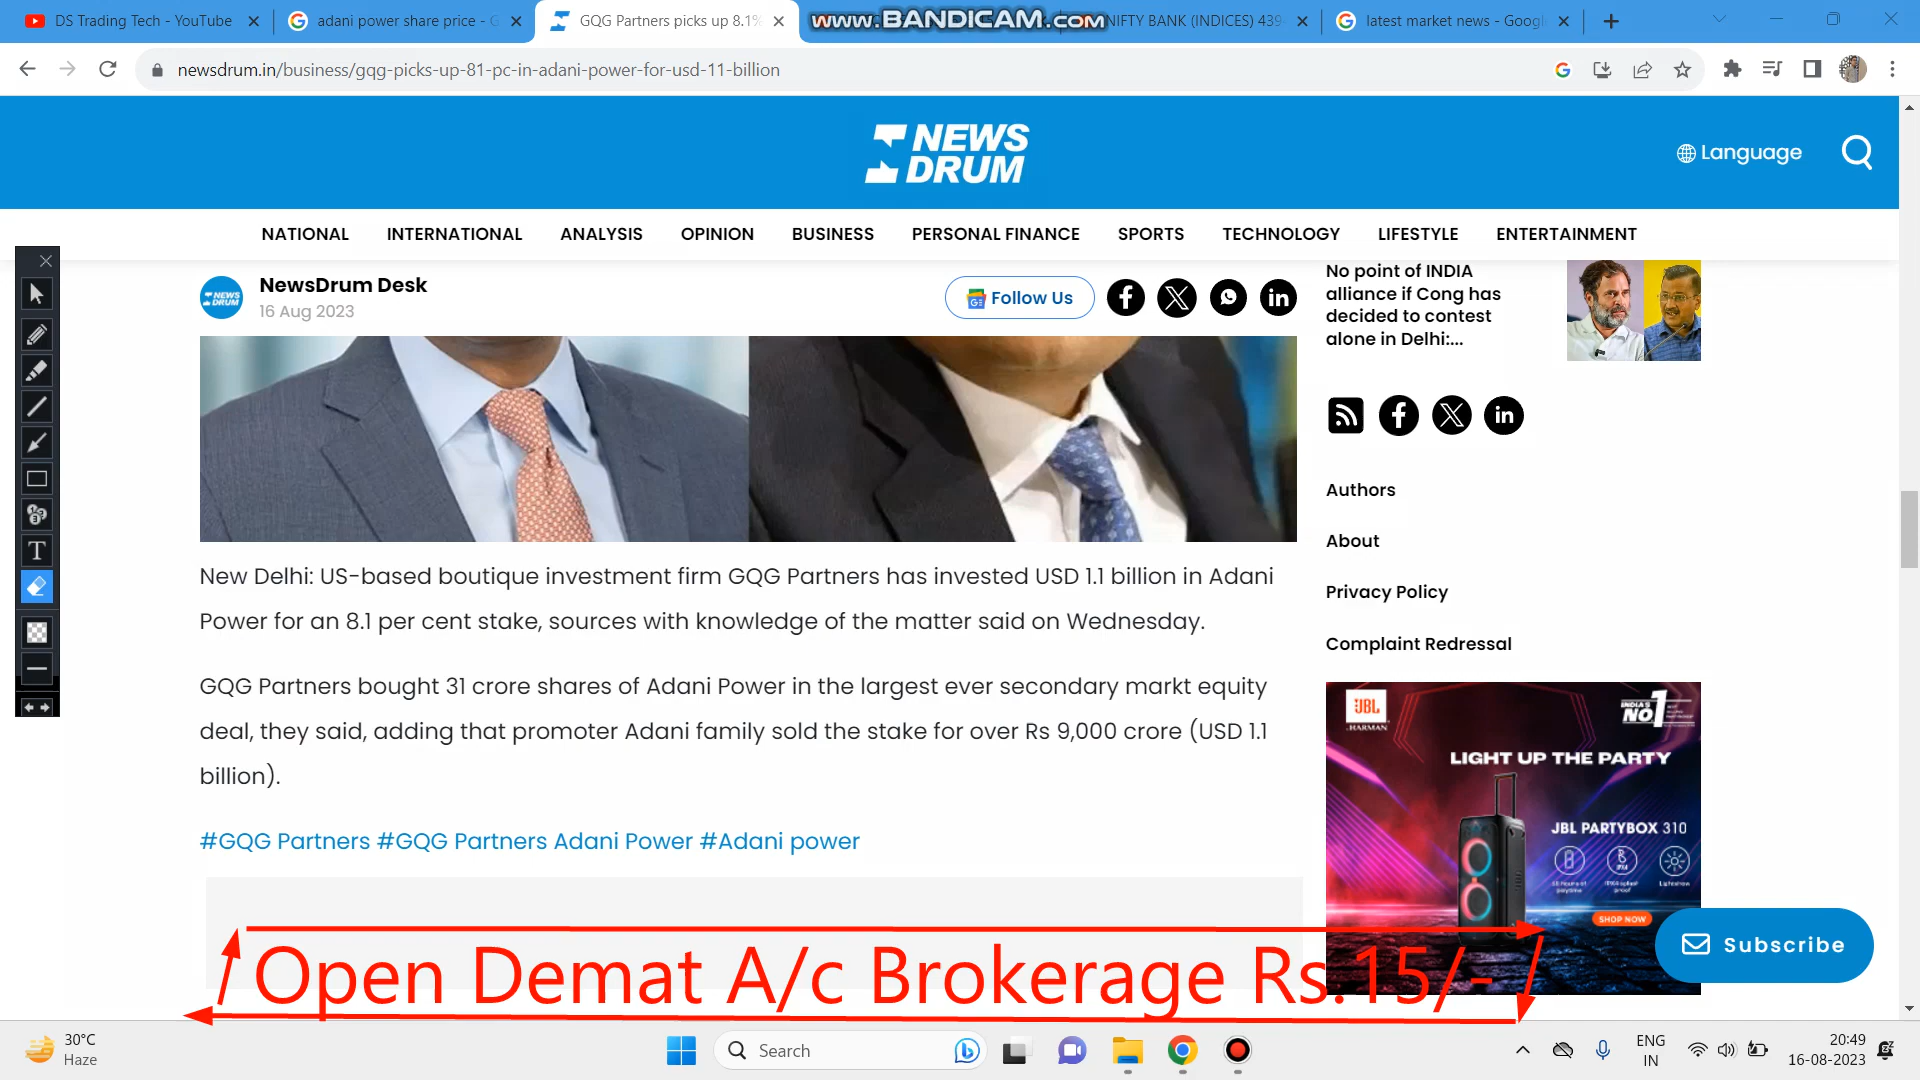 DS Trading Tech - YouTube
adani power share price - G
GQG Partners picks up 8.1%
www.BANDICAM.com
NIFTY BANK (INDICES) 439
latest market news - Googl
newsdrum.in/business/gqg-picks-up-81-pc-in-adani-power-for-usd-11-billion
NEWS
DRUM
Language
NATIONAL INTERNATIONAL ANALYSIS OPINION BUSINESS PERSONAL FINANCE SPORTS TECHNOLOGY LIFESTYLE ENTERTAINMENT
NewsDrum Desk
16 Aug 2023
Follow Us
New Delhi: US-based boutique investment firm GQG Partners has invested USD 1.1 billion in Adani
Power for an 8.1 per cent stake, sources with knowledge of the matter said on Wednesday.
GQG Partners bought 31 crore shares of Adani Power in the largest ever secondary markt equity
deal, they said, adding that promoter Adani family sold the stake for over Rs 9,000 crore (USD 1.1
billion).
#GQG Partners #GQG Partners Adani Power #Adani power
No point of INDIA
alliance if Cong has
decided to contest
alone in Delhi:...
Authors
About
Privacy Policy
Complaint Redressal
JBL
HARMAN
INDIA'S
NO1
LIGHT UP THE PARTY
JBL PARTYBOX 310
SHOP NOW
Subscribe
Open Demat A/c Brokerage Rs.15/-
30°C
Haze
Search
ENG
IN
20:49
16-08-2023